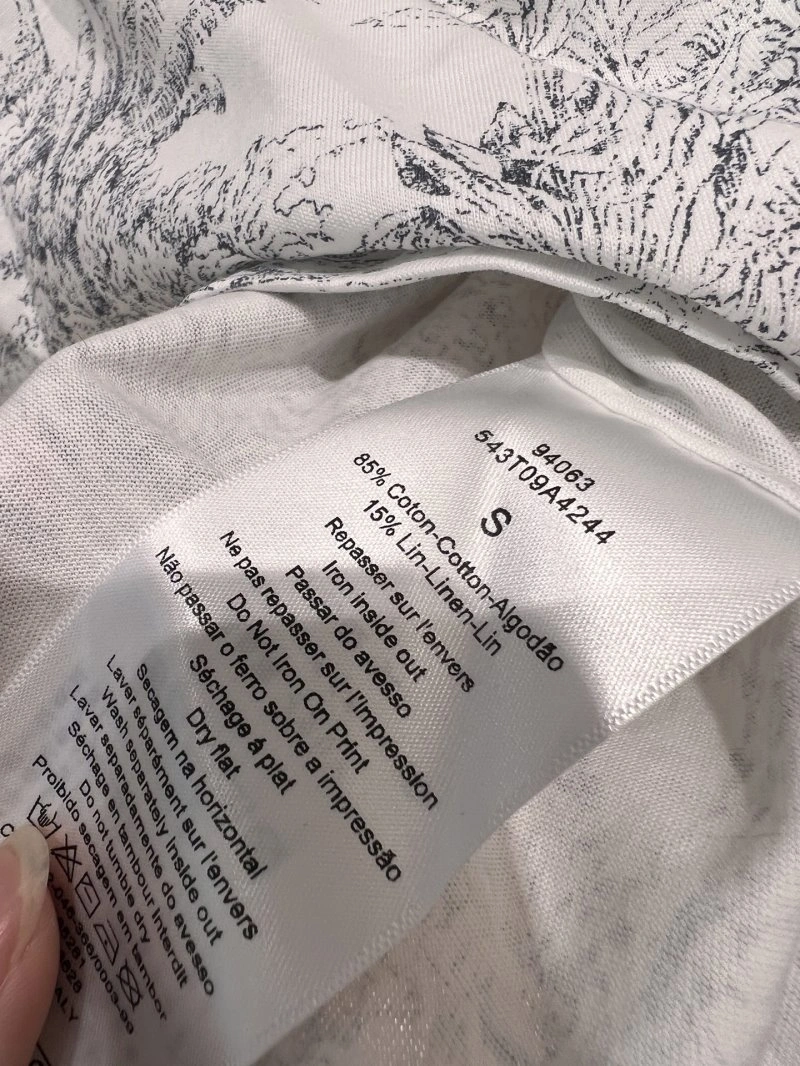 94063
543T09A4244
S
85% Coton-Cotton-Algodão
15% Lin-Linen-Lin
Repasser sur l'envers
Iron inside out
Passar do avesso
Ne pas repasser sur l'impression
Do Not Iron On Print
Não passar o ferro sobre a impressão
Séchage á plat
Dry flat
Secagem na horizontal
Laver séparément sur l'envers
Wash separately inside out
Lavar separadamente do avesso
Séchage en tambour interdit
Do not tumble dry
Proibido secagem em tambor